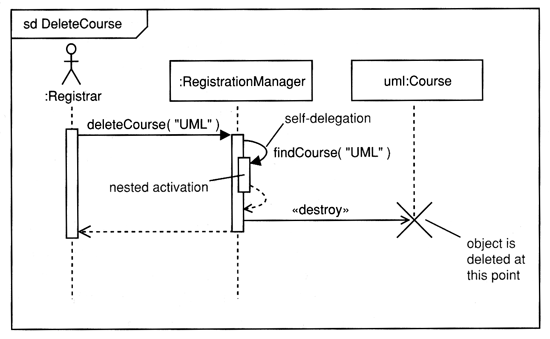 sd DeleteCourse
:Registrar
:RegistrationManager
uml:Course
deleteCourse( "UML" )
self-delegation
findCourse( "UML" )
nested activation
«destroy»
object is
deleted at
this point